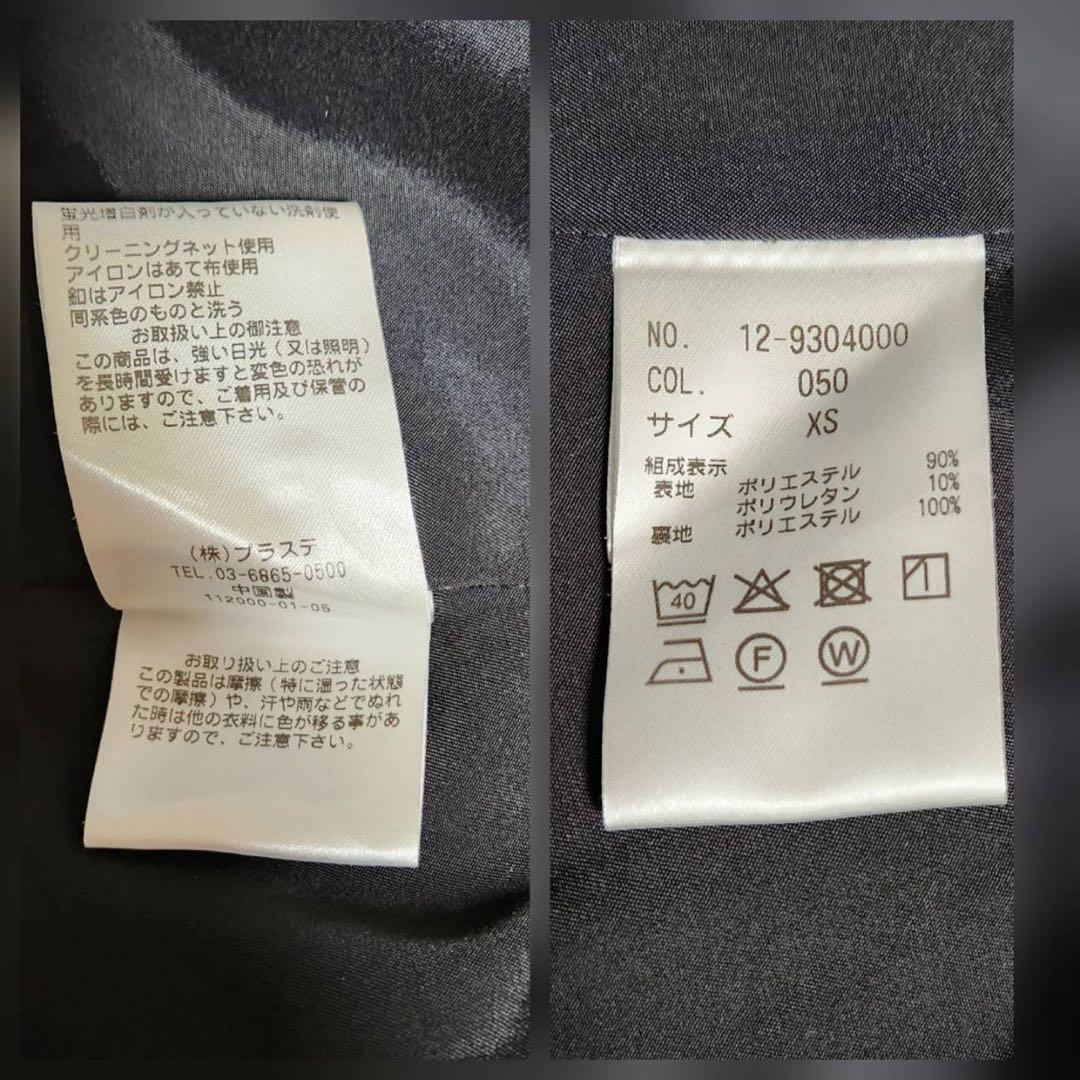 蛍光増白剤が入っていない洗剤使
用
クリーニングネット使用
アイロンはあて布使用
釦はアイロン禁止
同系色のものと洗う
お取扱い上の御注意
この商品は、強い日光(又は照明)
を長時間受けますと変色の恐れが
ありますので、ご着用及び保管の
際には、ご注意下さい。
(株)プラステ
TEL.03-6865-0500
中国製
112000-01-05
お取り扱い上のご注意
この製品は摩擦(特に湿った状態
での摩擦)や、汗や雨などでぬれ
た時は他の衣料に色が移る事があ
りますので、ご注意下さい。
NO. 12-9304000
COL. 050
サイズ XS
組成表示
表地 ポリエステル 90%
ポリウレタン 10%
裏地 ポリエステル 100%
40
F W